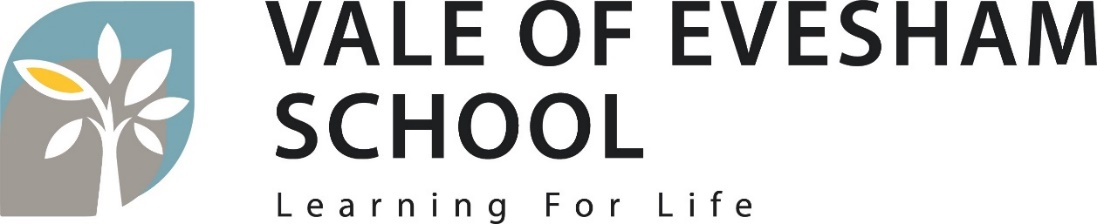 VALE OF EVESHAM
SCHOOL
Learning For Life